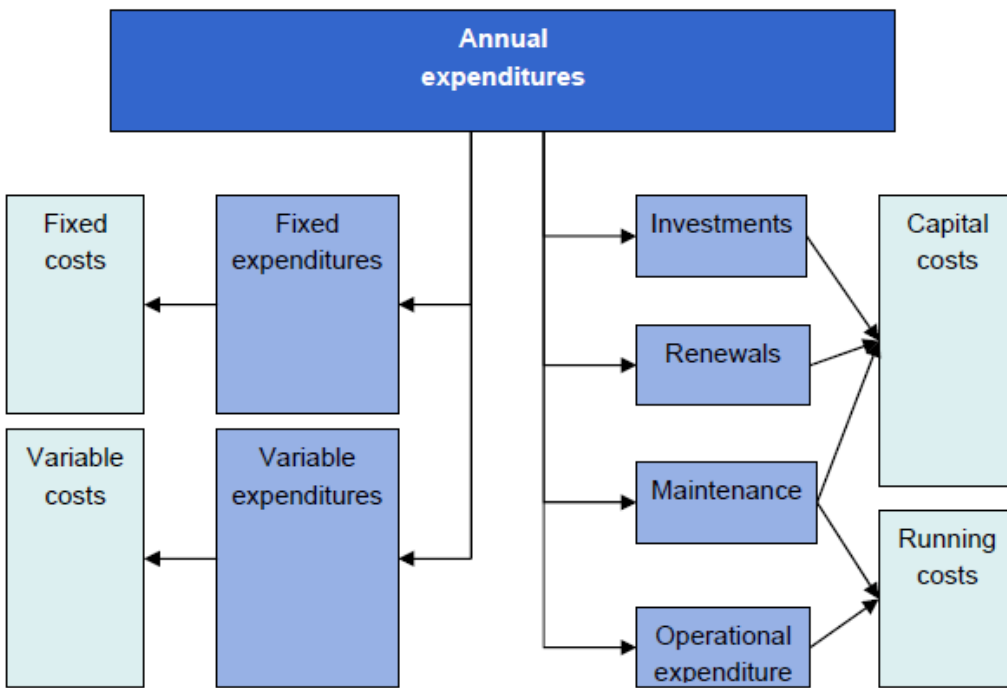 Annual
expenditures
Fixed
costs
Fixed
expenditures
Investments
Capital
costs
Renewals
Variable
costs
Variable
expenditures
Maintenance
Running
costs
Operational
expenditure